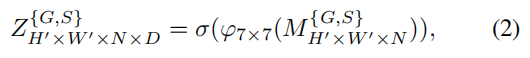 Z^{\{G,S\}}_{H'×W'×N×D} = σ(φ_{7×7}(M^{\{G,S\}}_{H'×W'×N})), (2)